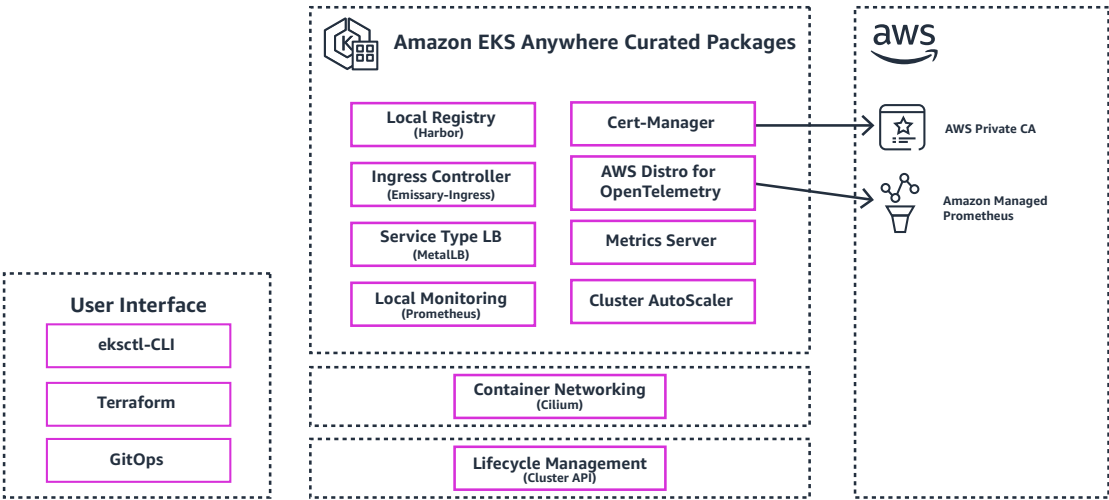 Amazon EKS Anywhere Curated Packages
Local Registry
(Harbor)
Ingress Controller
(Emissary-Ingress)
Service Type LB
(MetalLB)
Local Monitoring
(Prometheus)
Cert-Manager
AWS Distro for
OpenTelemetry
Metrics Server
Cluster AutoScaler
aws
AWS Private CA
Amazon Managed
Prometheus
User Interface
eksctl-CLI
Terraform
GitOps
Container Networking
(Cilium)
Lifecycle Management
(Cluster API)